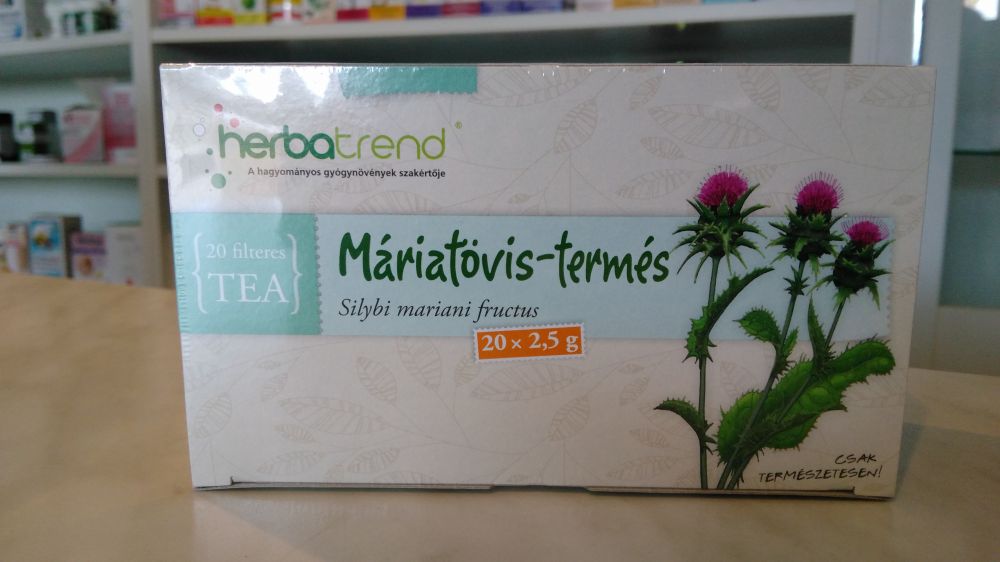 herbatrend®
A hagyományos gyógynövények szakértője
20 filteres
TEA
Máriatövis-termés
Silybi mariani fructus
20 x 2,5 g
CSAK
TERMÉSZETESEN!